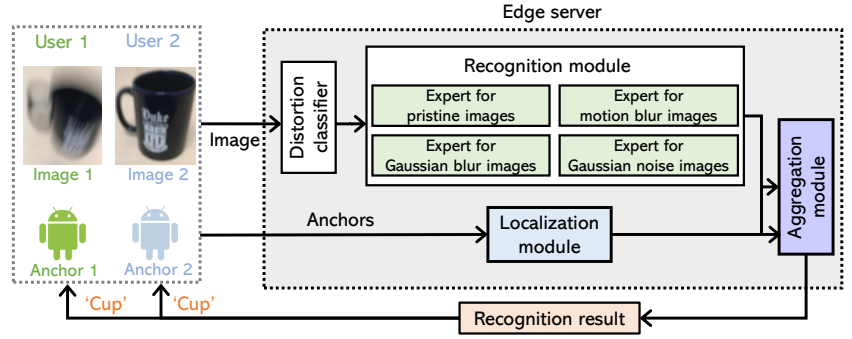 Edge server
User 1
User 2
Duke
Image 1
Image 2
Anchor 1
Anchor 2
Image
Distortion
classifier
Recognition module
Expert for
pristine images
Expert for
motion blur images
Expert for
Gaussian blur images
Expert for
Gaussian noise images
Anchors
Localization
module
Aggregation
module
'Cup'
'Cup'
Recognition result